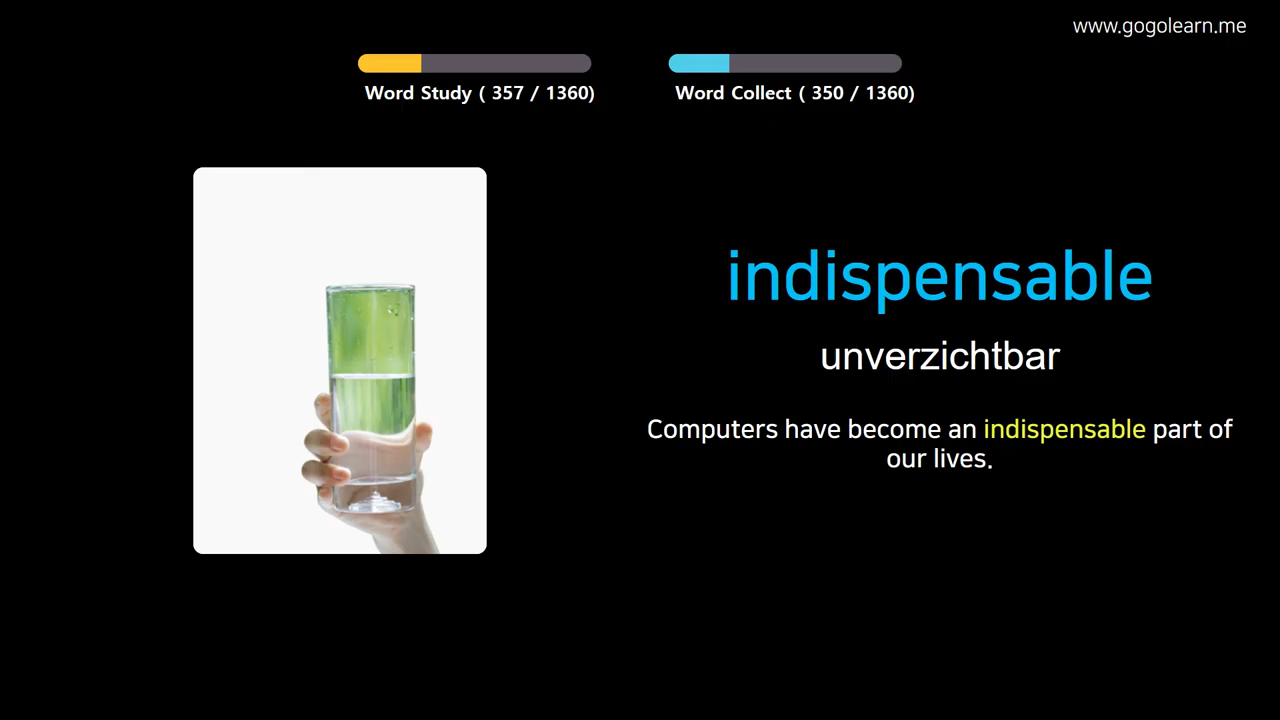 www.gogolearn.me
Word Study ( 357 / 1360)
Word Collect ( 350 / 1360)
indispensable
unverzichtbar
Computers have become an indispensable part of
our lives.